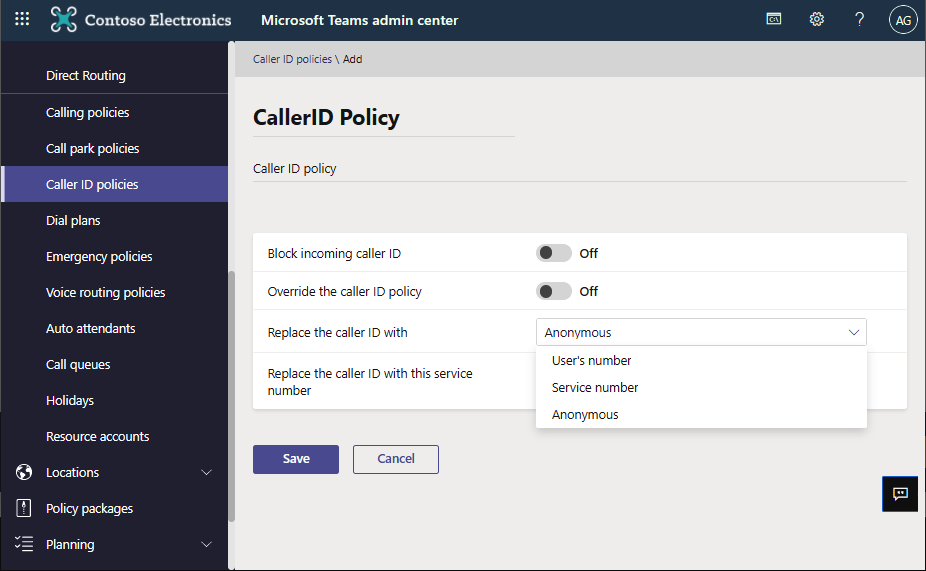 Contoso Electronics
Microsoft Teams admin center
?
AG
Direct Routing
Calling policies
Call park policies
Caller ID policies
Dial plans
Emergency policies
Voice routing policies
Auto attendants
Call queues
Holidays
Resource accounts
Locations
Policy packages
Planning
Caller ID policies \ Add
CallerID Policy
Caller ID policy
Block incoming caller ID
Off
Override the caller ID policy
Off
Replace the caller ID with
Anonymous
User's number
Service number
Anonymous
Replace the caller ID with this service
number
Save
Cancel